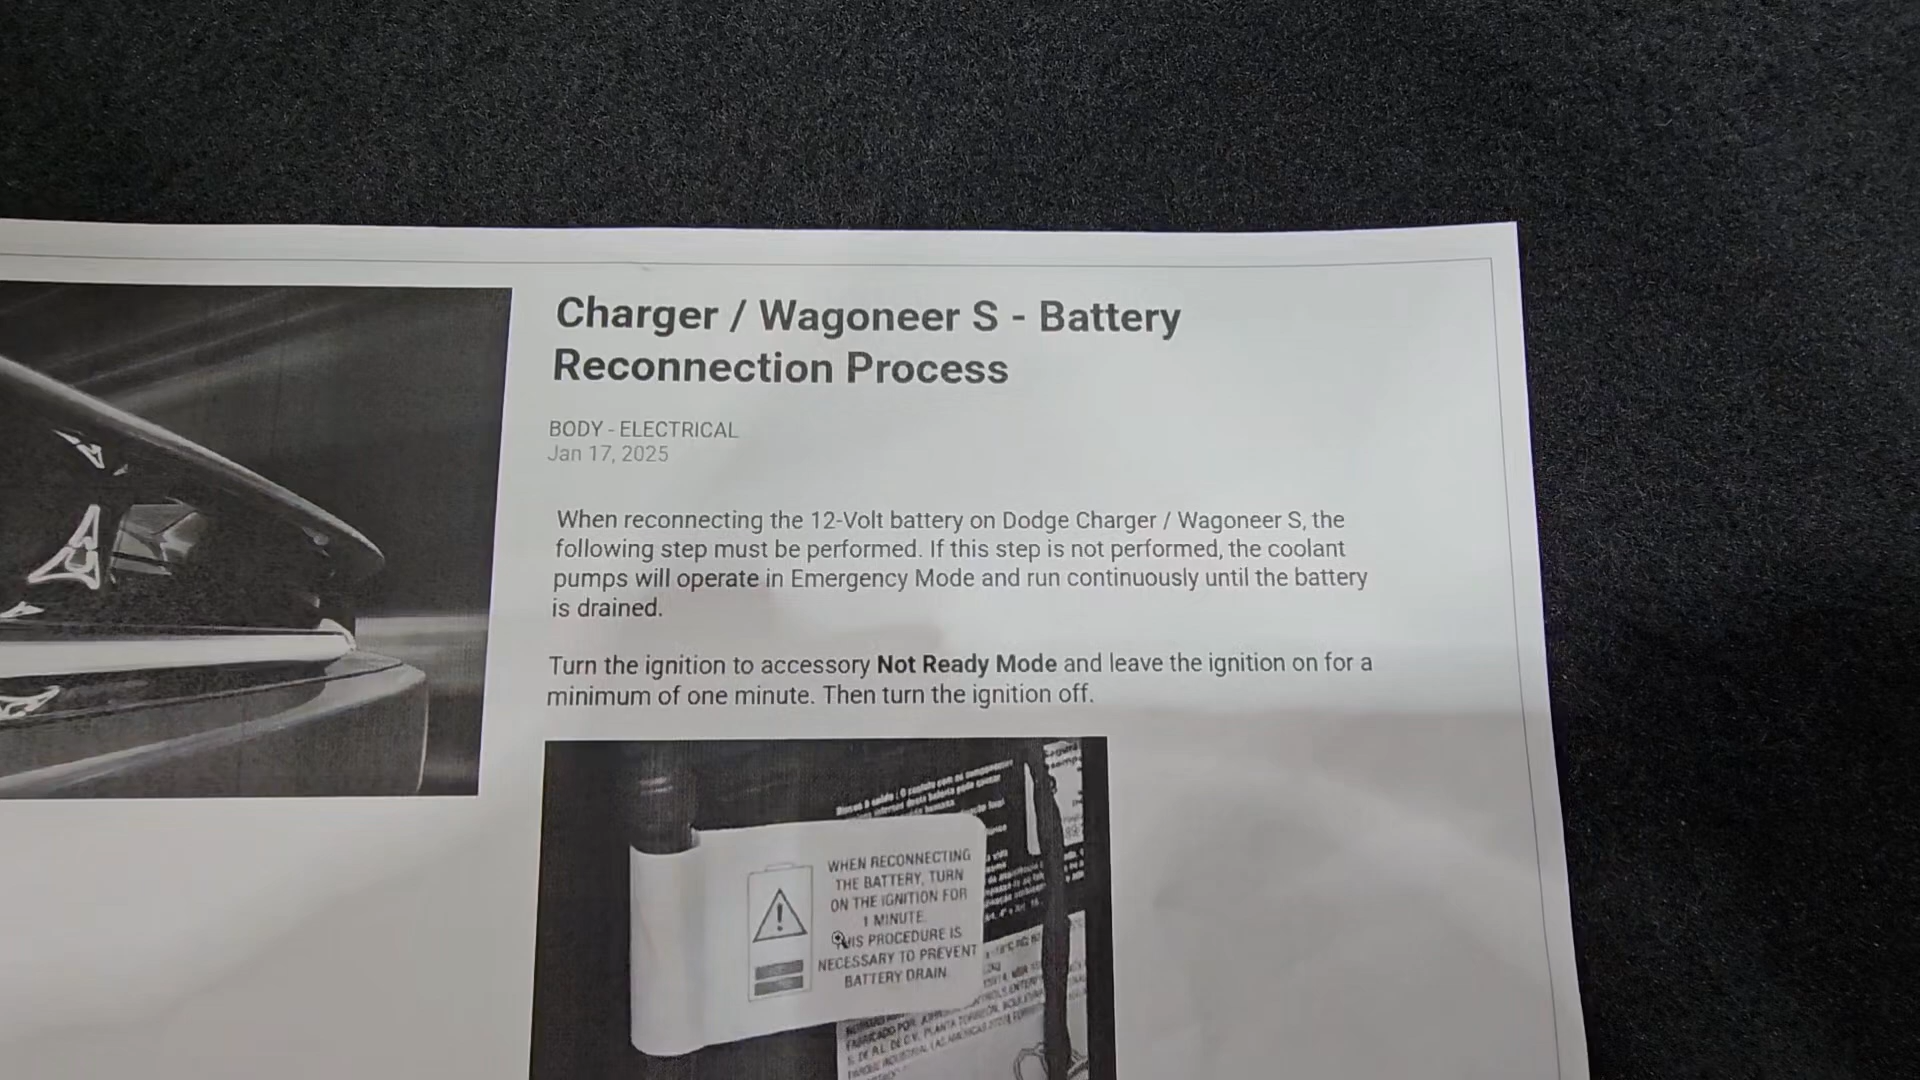 Charger / Wagoneer S - Battery
Reconnection Process
BODY - ELECTRICAL
Jan 17, 2025
When reconnecting the 12-Volt battery on Dodge Charger / Wagoneer S, the
following step must be performed. If this step is not performed, the coolant
pumps will operate in Emergency Mode and run continuously until the battery
is drained.
Turn the ignition to accessory Not Ready Mode and leave the ignition on for a
minimum of one minute. Then turn the ignition off.
WHEN RECONNECTING
THE BATTERY, TURN
ON THE IGNITION FOR
1 MINUTE.
THIS PROCEDURE IS
NECESSARY TO PREVENT
BATTERY DRAIN.